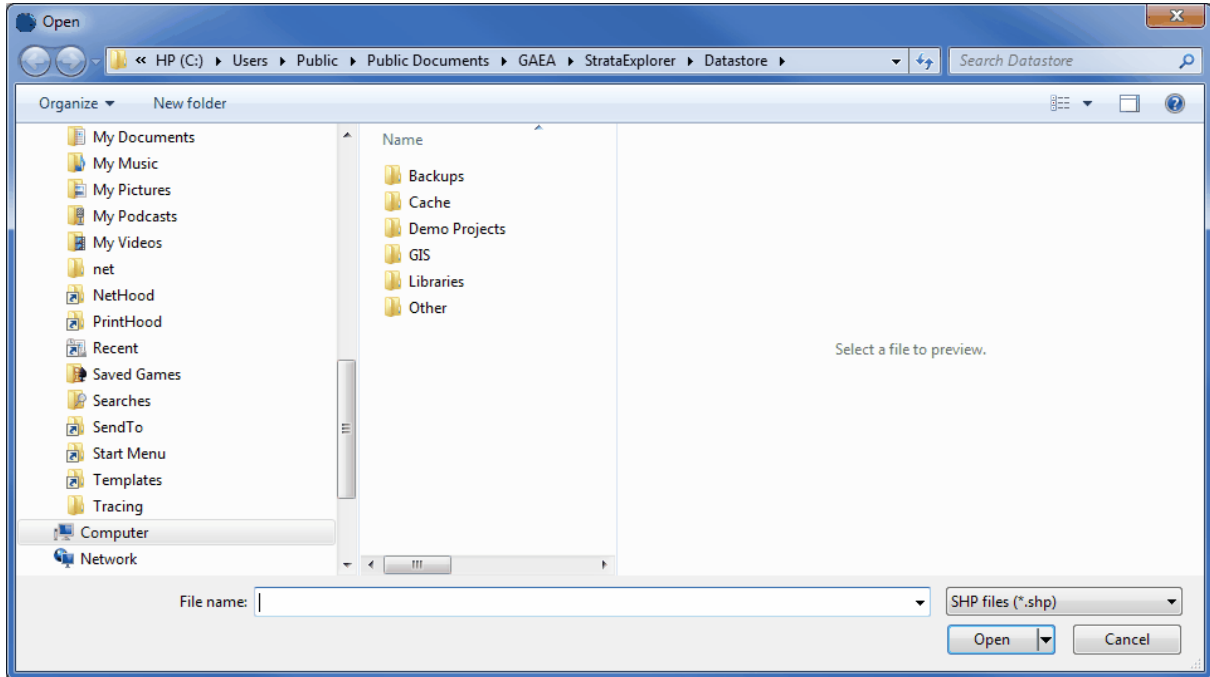 Open
« HP (C:) ▸ Users ▸ Public ▸ Public Documents ▸ GAEA ▸ StrataExplorer ▸ Datastore ▸
Search Datastore
Organize ▾ New folder
My Documents
My Music
My Pictures
My Podcasts
My Videos
net
NetHood
PrintHood
Recent
Saved Games
Searches
SendTo
Start Menu
Templates
Tracing
Computer
Network
Name
Backups
Cache
Demo Projects
GIS
Libraries
Other
Select a file to preview.
File name:
SHP files (*.shp)
Open
Cancel